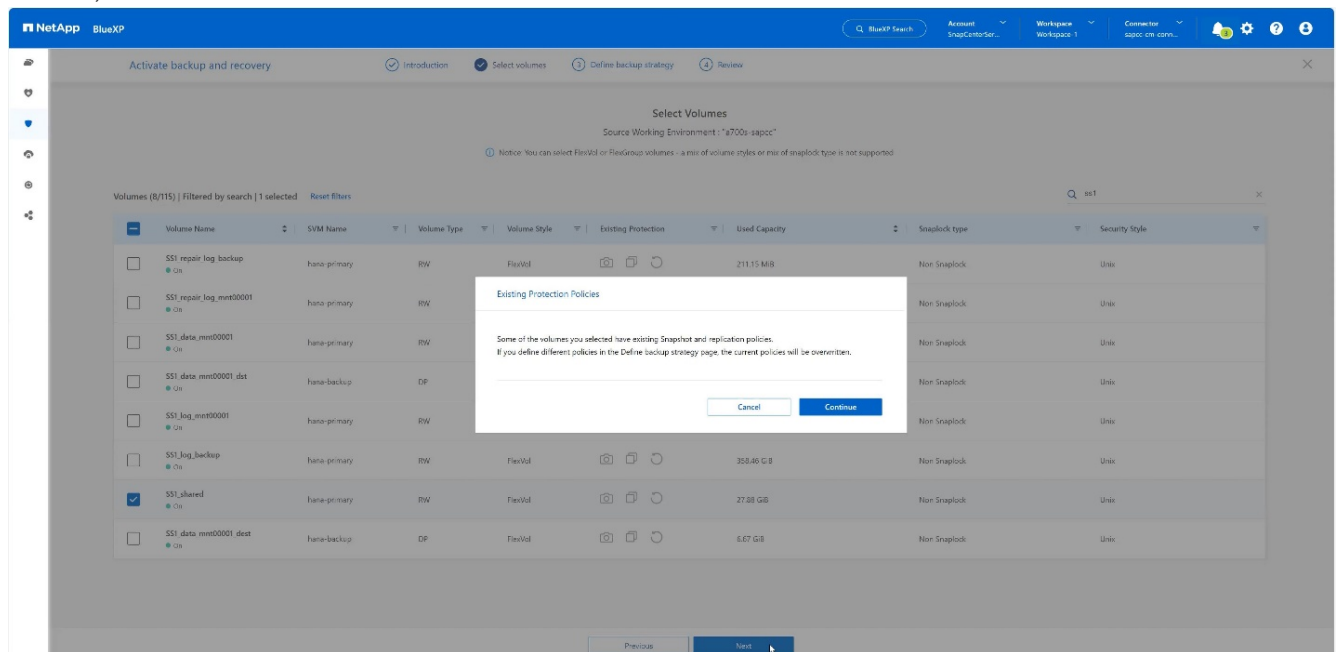 NetApp BlueXP
BlueXP Search
Account
SnapCenterSer...
Workspace
Workspace-1
Connector
sapcc-cm-conn...
3
Activate backup and recovery
Introduction
Select volumes
3 Define backup strategy
4 Review
Select Volumes
Source Working Environment : "a700s-sapcc"
Notice: You can select FlexVol or FlexGroup volumes - a mix of volume styles or mix of snaplock type is not supported
Volumes (8/115) | Filtered by search | 1 selected Reset filters
ss1
Volume Name SVM Name Volume Type Volume Style Existing Protection Used Capacity Snaplock type Security Style
SS1_repair_log_backup hana-primary RW FlexVol 211.15 MiB Non Snaplock Unix
On
SS1_repair_log_mnt00001 hana-primary RW Non Snaplock Unix
On
SS1_data_mnt00001 hana-primary RW Non Snaplock Unix
On
SS1_data_mnt00001_dst hana-backup DP Non Snaplock Unix
On
SS1_log_mnt00001 hana-primary RW Non Snaplock Unix
On
SS1_log_backup hana-primary RW FlexVol 358.46 GiB Non Snaplock Unix
On
SS1_shared hana-primary RW FlexVol 27.88 GiB Non Snaplock Unix
On
SS1_data_mnt00001_dest hana-backup DP FlexVol 6.67 GiB Non Snaplock Unix
On
Existing Protection Policies
Some of the volumes you selected have existing Snapshot and replication policies.
If you define different policies in the Define backup strategy page, the current policies will be overwritten.
Cancel Continue
Previous Next